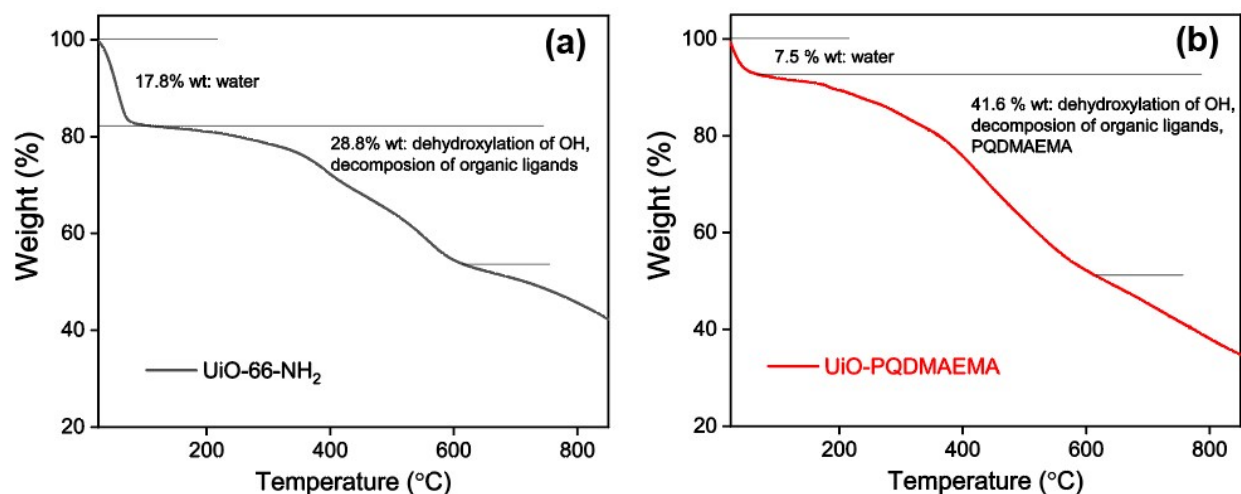 (a)
100
80
60
40
20
17.8% wt: water
28.8% wt: dehydroxylation of OH,
decomposion of organic ligands
UiO-66-NH₂
Weight (%)
200 400 600 800
Temperature (°C)
(b)
100
80
60
40
20
7.5 % wt: water
41.6 % wt: dehydroxylation of OH,
decomposion of organic ligands,
PQDMAEMA
UiO-PQDMAEMA
Weight (%)
200 400 600 800
Temperature (°C)